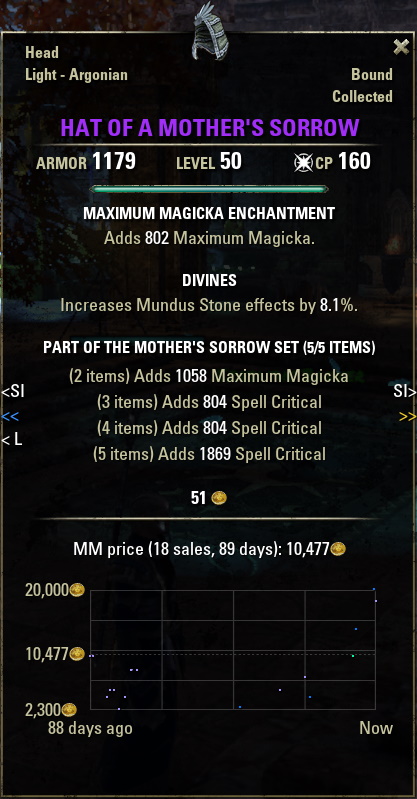 Head
Light - Argonian
Bound
Collected
HAT OF A MOTHER'S SORROW
ARMOR 1179 LEVEL 50 CP 160
MAXIMUM MAGICKA ENCHANTMENT
Adds 802 Maximum Magicka.
DIVINES
Increases Mundus Stone effects by 8.1%.
PART OF THE MOTHER'S SORROW SET (5/5 ITEMS)
(2 items) Adds 1058 Maximum Magicka
(3 items) Adds 804 Spell Critical
(4 items) Adds 804 Spell Critical
(5 items) Adds 1869 Spell Critical
<SI
SI>
<<
>>
< L
51
MM price (18 sales, 89 days): 10,477
20,000
10,477
2,300
88 days ago
Now